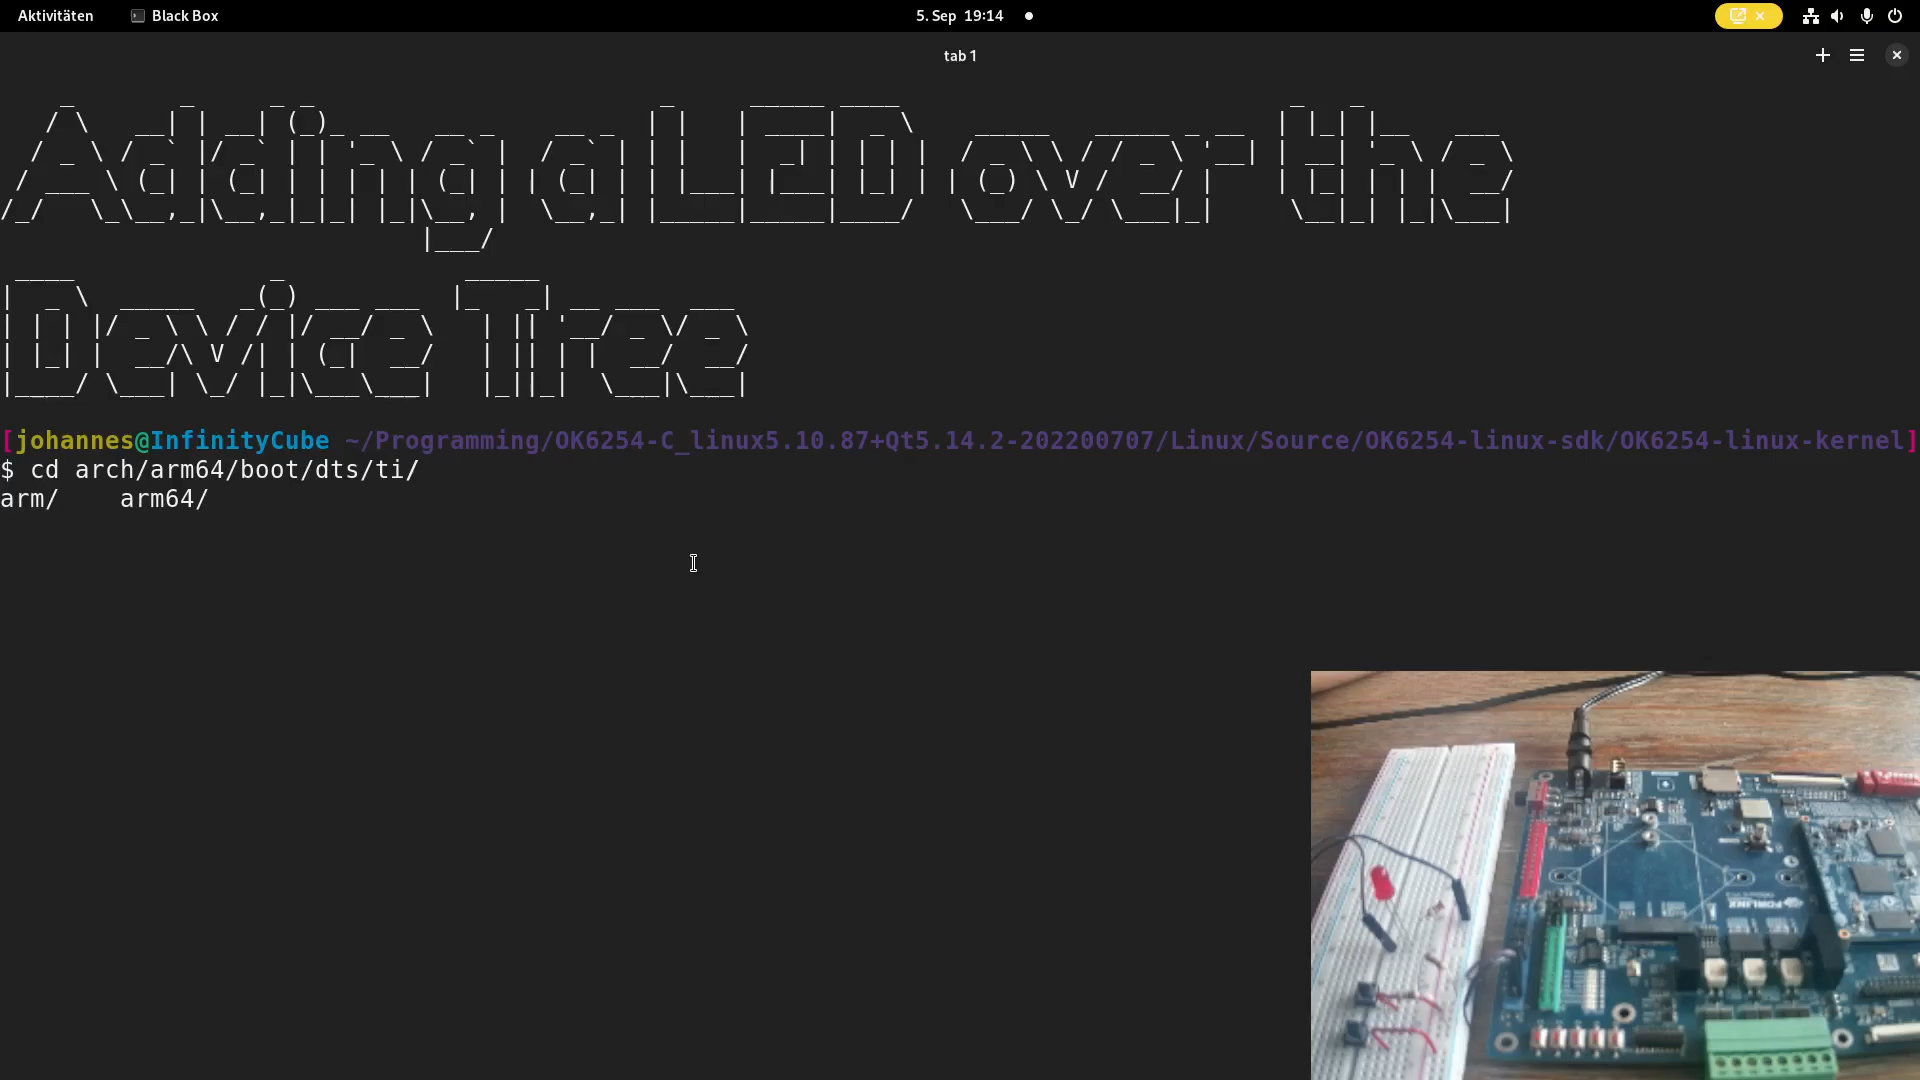 Aktivitäten
Black Box
5. Sep 19:14
tab 1
Adding a LED over the
Device Tree
[johannes@InfinityCube ~/Programming/OK6254-C_linux5.10.87+Qt5.14.2-202200707/Linux/Source/OK6254-linux-sdk/OK6254-linux-kernel]
$ cd arch/arm64/boot/dts/ti/
arm/ arm64/
FORLINX